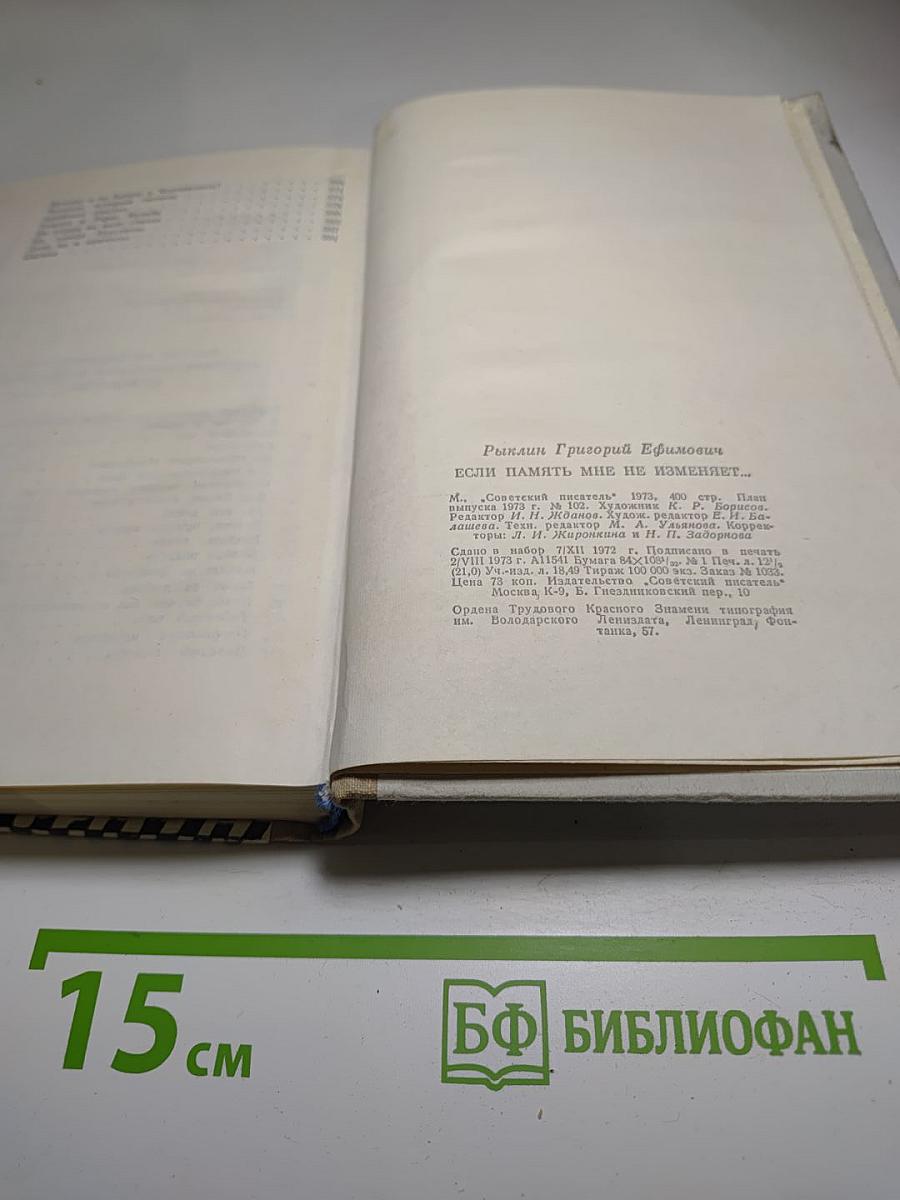 Рыклин Григорий Ефимович
ЕСЛИ ПАМЯТЬ МНЕ НЕ ИЗМЕНЯЕТ...
М., „Советский писатель“ 1973, 400 стр. План
выпуска 1973 г. № 102. Художник К. Р. Борисов.
Редактор И. Н. Жданов. Худож. редактор Е. И. Ба-
лашева. Техн. редактор М. А. Ульянова. Коррек-
торы: Л. И. Жиронкина и Н. П. Задорнова
Сдано в набор 7/XII 1972 г. Подписано в печать
2/VIII 1973 г. А11541 Бумага 84×108¹/₃₂. № 1 Печ. л. 12¹/₂
(21,0) Уч.-изд. л. 18,49 Тираж 100 000 экз. Заказ № 1033.
Цена 73 коп. Издательство „Советский писатель“
Москва, К-9, Б. Гнездниковский пер., 10
Ордена Трудового Красного Знамени типография
им. Володарского Лениздата, Ленинград, Фон-
танка, 57.
15 см
БФ БИБЛИОФАН